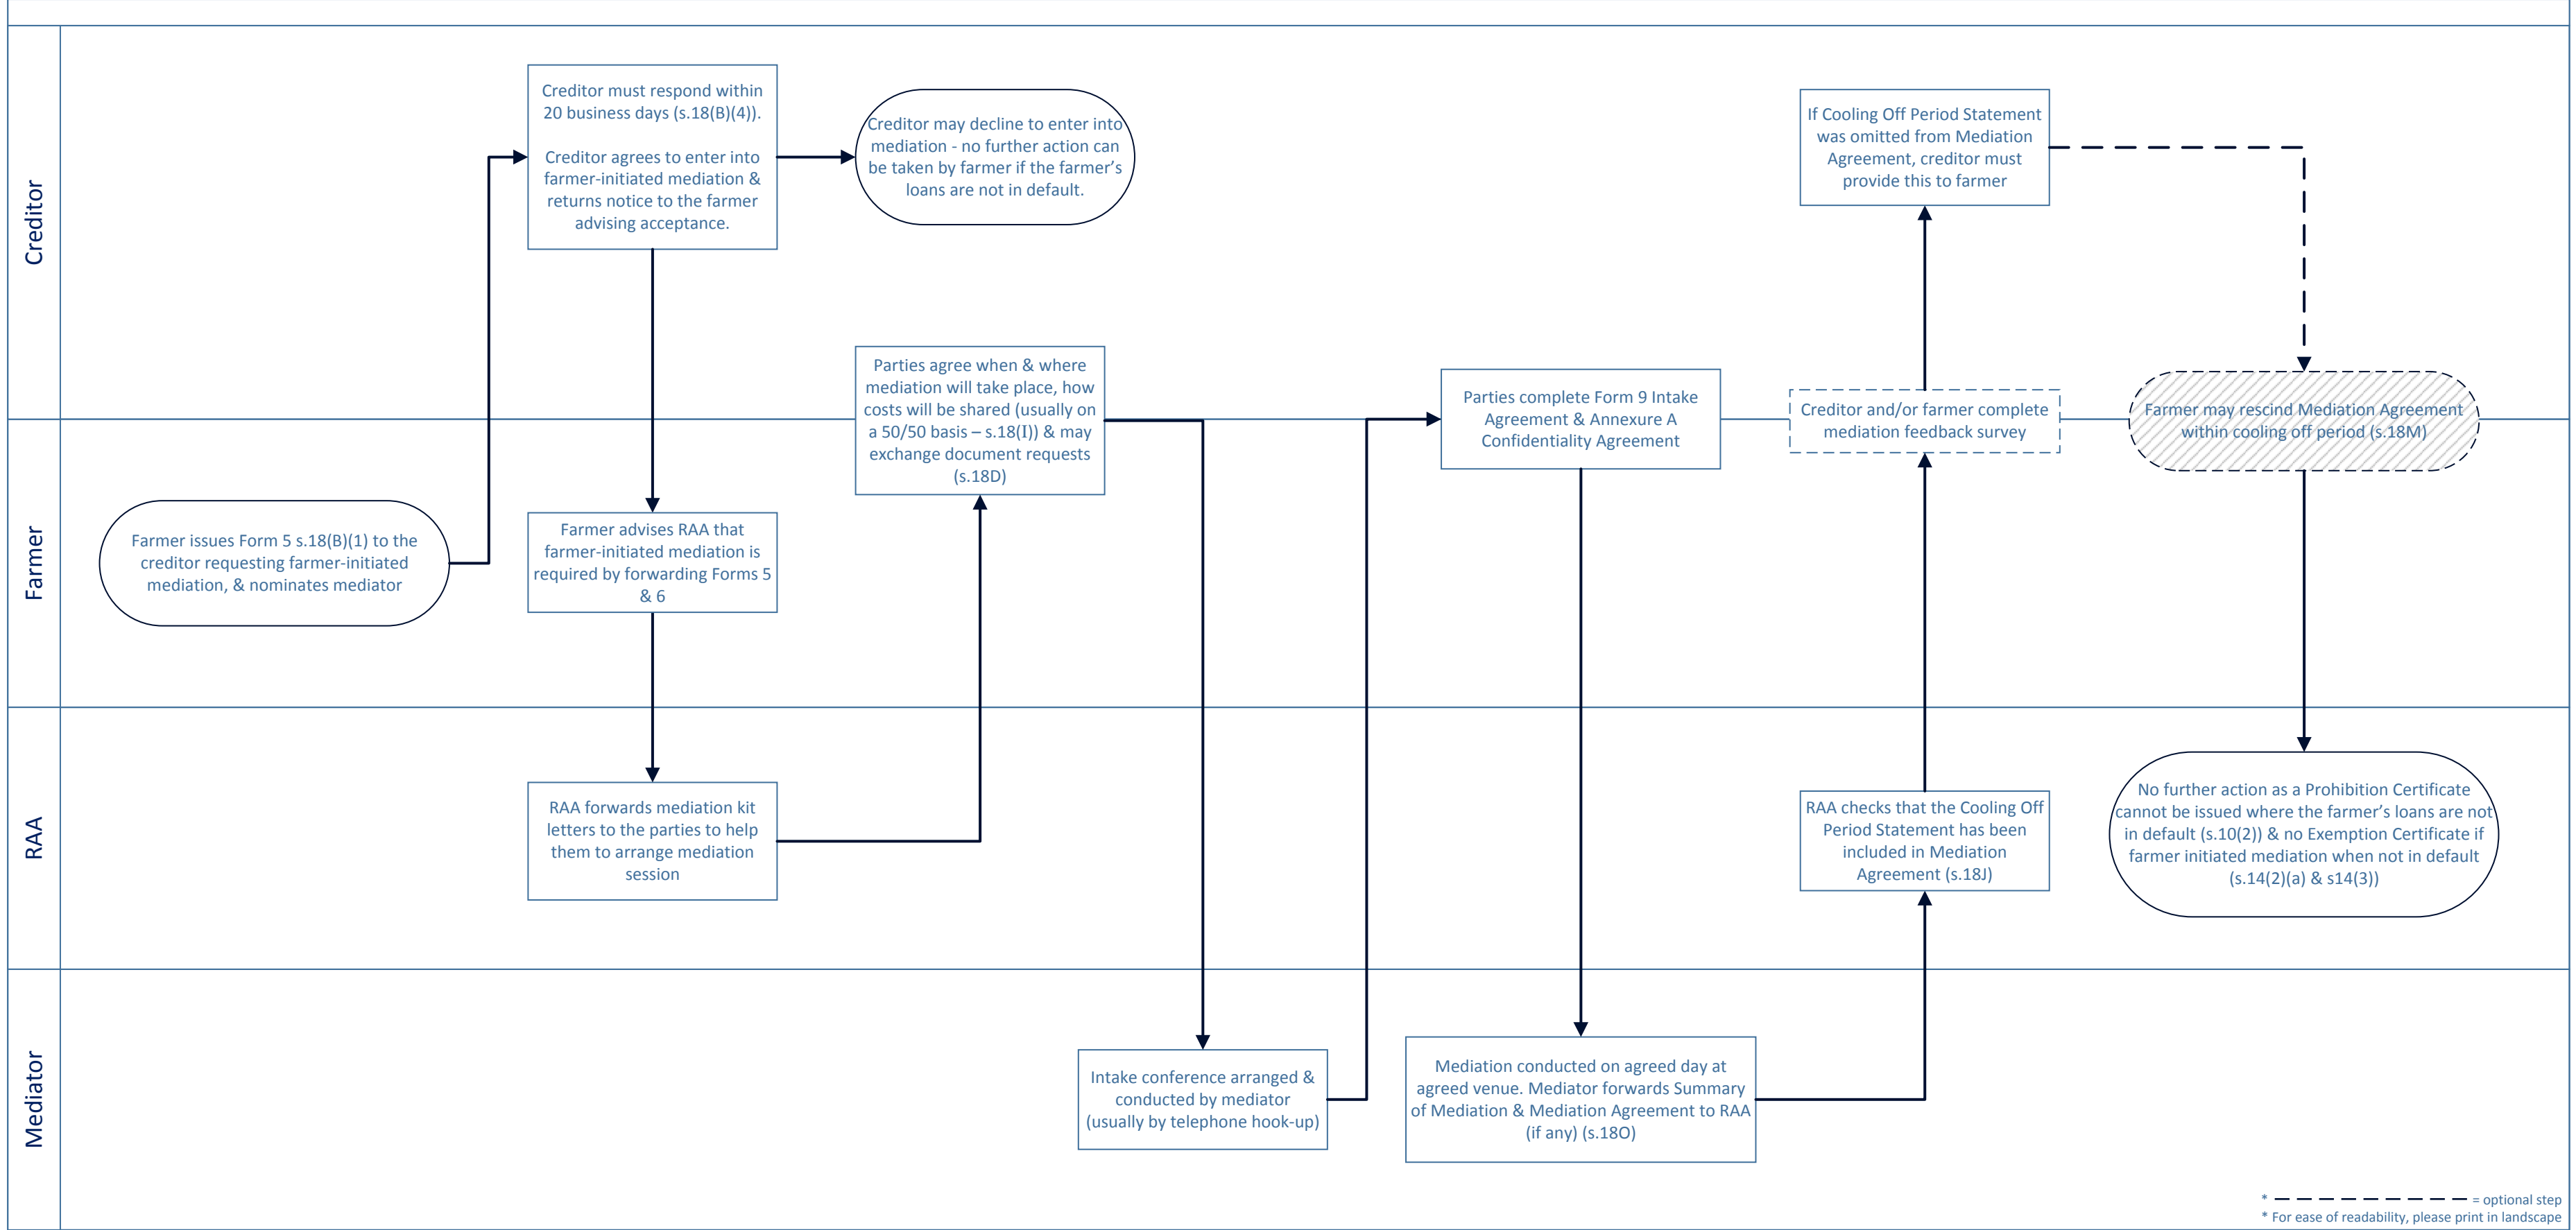 Creditor
Creditor must respond within
20 business days (s.18(B)(4)).
Creditor agrees to enter into
farmer-initiated mediation &
returns notice to the farmer
advising acceptance.
Creditor may decline to enter into
mediation - no further action can
be taken by farmer if the farmer's
loans are not in default.
If Cooling Off Period Statement
was omitted from Mediation
Agreement, creditor must
provide this to farmer
Parties agree when & where
mediation will take place, how
costs will be shared (usually on
a 50/50 basis – s.18(I)) & may
exchange document requests
(s.18D)
Parties complete Form 9 Intake
Agreement & Annexure A
Confidentiality Agreement
Creditor and/or farmer complete
mediation feedback survey
Farmer may rescind Mediation Agreement
within cooling off period (s.18M)
Farmer
Farmer issues Form 5 s.18(B)(1) to the
creditor requesting farmer-initiated
mediation, & nominates mediator
Farmer advises RAA that
farmer-initiated mediation is
required by forwarding Forms 5
& 6
RAA
RAA forwards mediation kit
letters to the parties to help
them to arrange mediation
session
RAA checks that the Cooling Off
Period Statement has been
included in Mediation
Agreement (s.18J)
No further action as a Prohibition Certificate
cannot be issued where the farmer's loans are not
in default (s.10(2)) & no Exemption Certificate if
farmer initiated mediation when not in default
(s.14(2)(a) & s14(3))
Mediator
Intake conference arranged &
conducted by mediator
(usually by telephone hook-up)
Mediation conducted on agreed day at
agreed venue. Mediator forwards Summary
of Mediation & Mediation Agreement to RAA
(if any) (s.18O)
* = optional step
* For ease of readability, please print in landscape